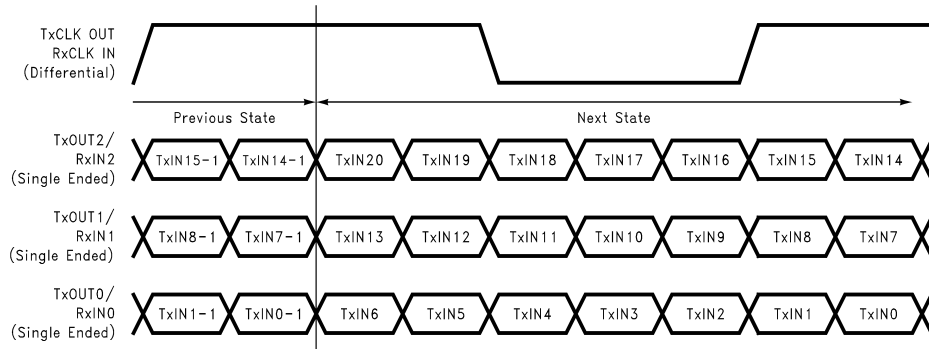 TxCLK OUT
RxCLK IN
(Differential)
Previous State
Next State
TxOUT2/
RxIN2
(Single Ended)
TxIN15-1 TxIN14-1 TxIN20 TxIN19 TxIN18 TxIN17 TxIN16 TxIN15 TxIN14
TxOUT1/
RxIN1
(Single Ended)
TxIN8-1 TxIN7-1 TxIN13 TxIN12 TxIN11 TxIN10 TxIN9 TxIN8 TxIN7
TxOUT0/
RxIN0
(Single Ended)
TxIN1-1 TxIN0-1 TxIN6 TxIN5 TxIN4 TxIN3 TxIN2 TxIN1 TxIN0